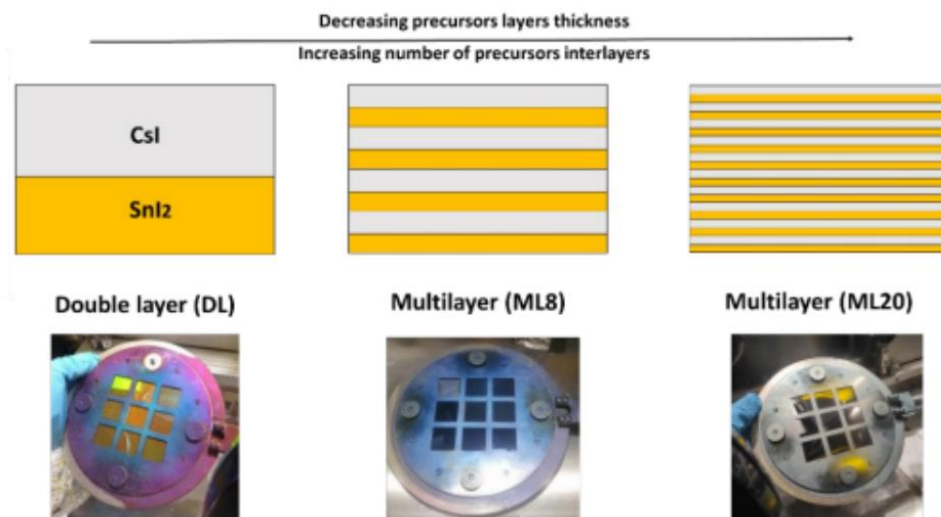 Decreasing precursors layers thickness
Increasing number of precursors interlayers
CsI
SnI₂
Double layer (DL)
Multilayer (ML8)
Multilayer (ML20)